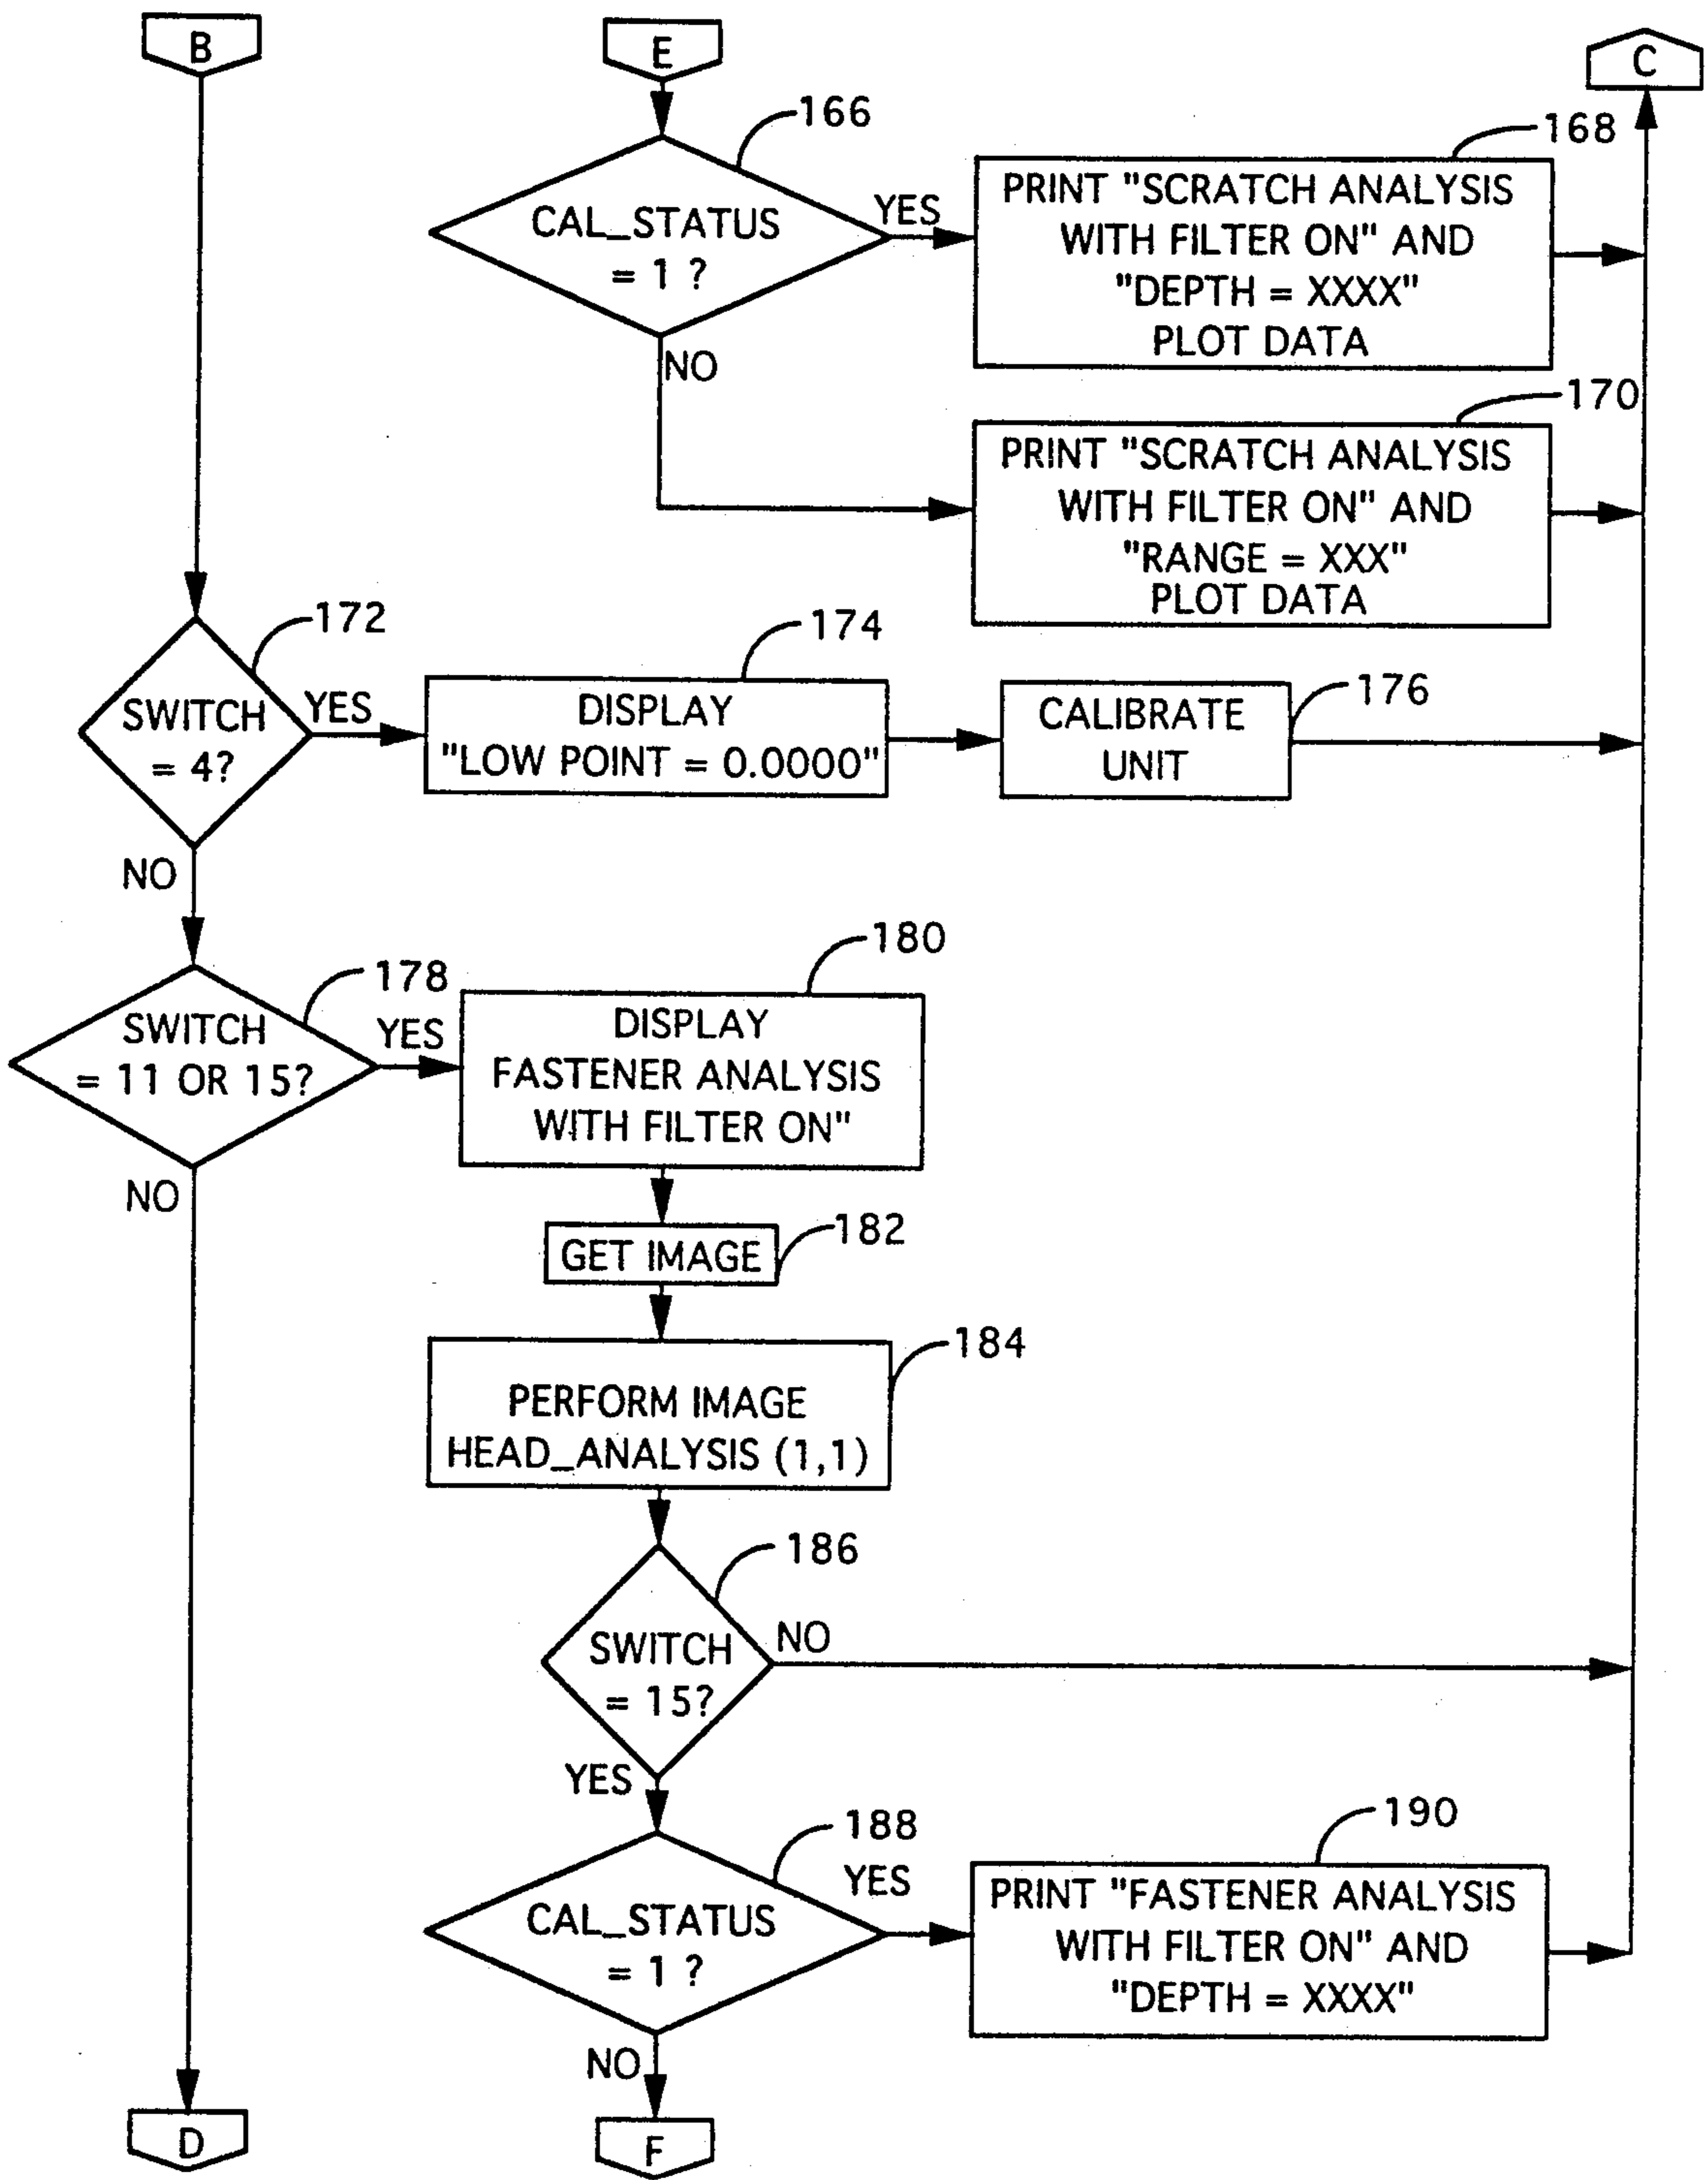 B
E
C
166
168
CAL_STATUS
= 1 ?
YES
NO
PRINT "SCRATCH ANALYSIS
WITH FILTER ON" AND
"DEPTH = XXXX"
PLOT DATA
170
PRINT "SCRATCH ANALYSIS
WITH FILTER ON" AND
"RANGE = XXX"
PLOT DATA
172
SWITCH
= 4?
YES
NO
174
DISPLAY
"LOW POINT = 0.0000"
176
CALIBRATE
UNIT
178
SWITCH
= 11 OR 15?
YES
NO
180
DISPLAY
FASTENER ANALYSIS
WITH FILTER ON"
182
GET IMAGE
184
PERFORM IMAGE
HEAD_ANALYSIS (1,1)
186
SWITCH
= 15?
NO
YES
188
CAL_STATUS
= 1 ?
YES
NO
190
PRINT "FASTENER ANALYSIS
WITH FILTER ON" AND
"DEPTH = XXXX"
D
F